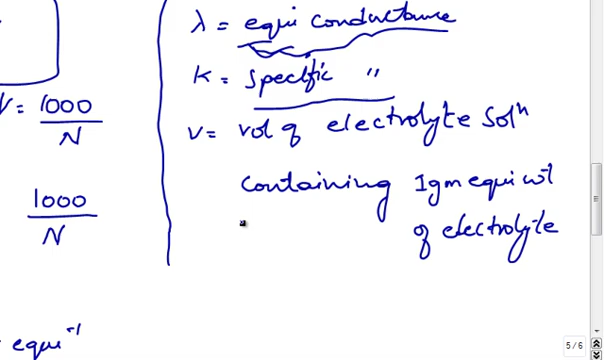 λ = equi conductance
k = Specific "
V = 1000
N
v = vol of electrolyte Solⁿ
containing 1gm equi wt
1000
N
of electrolyte
equi⁻¹
5 / 6